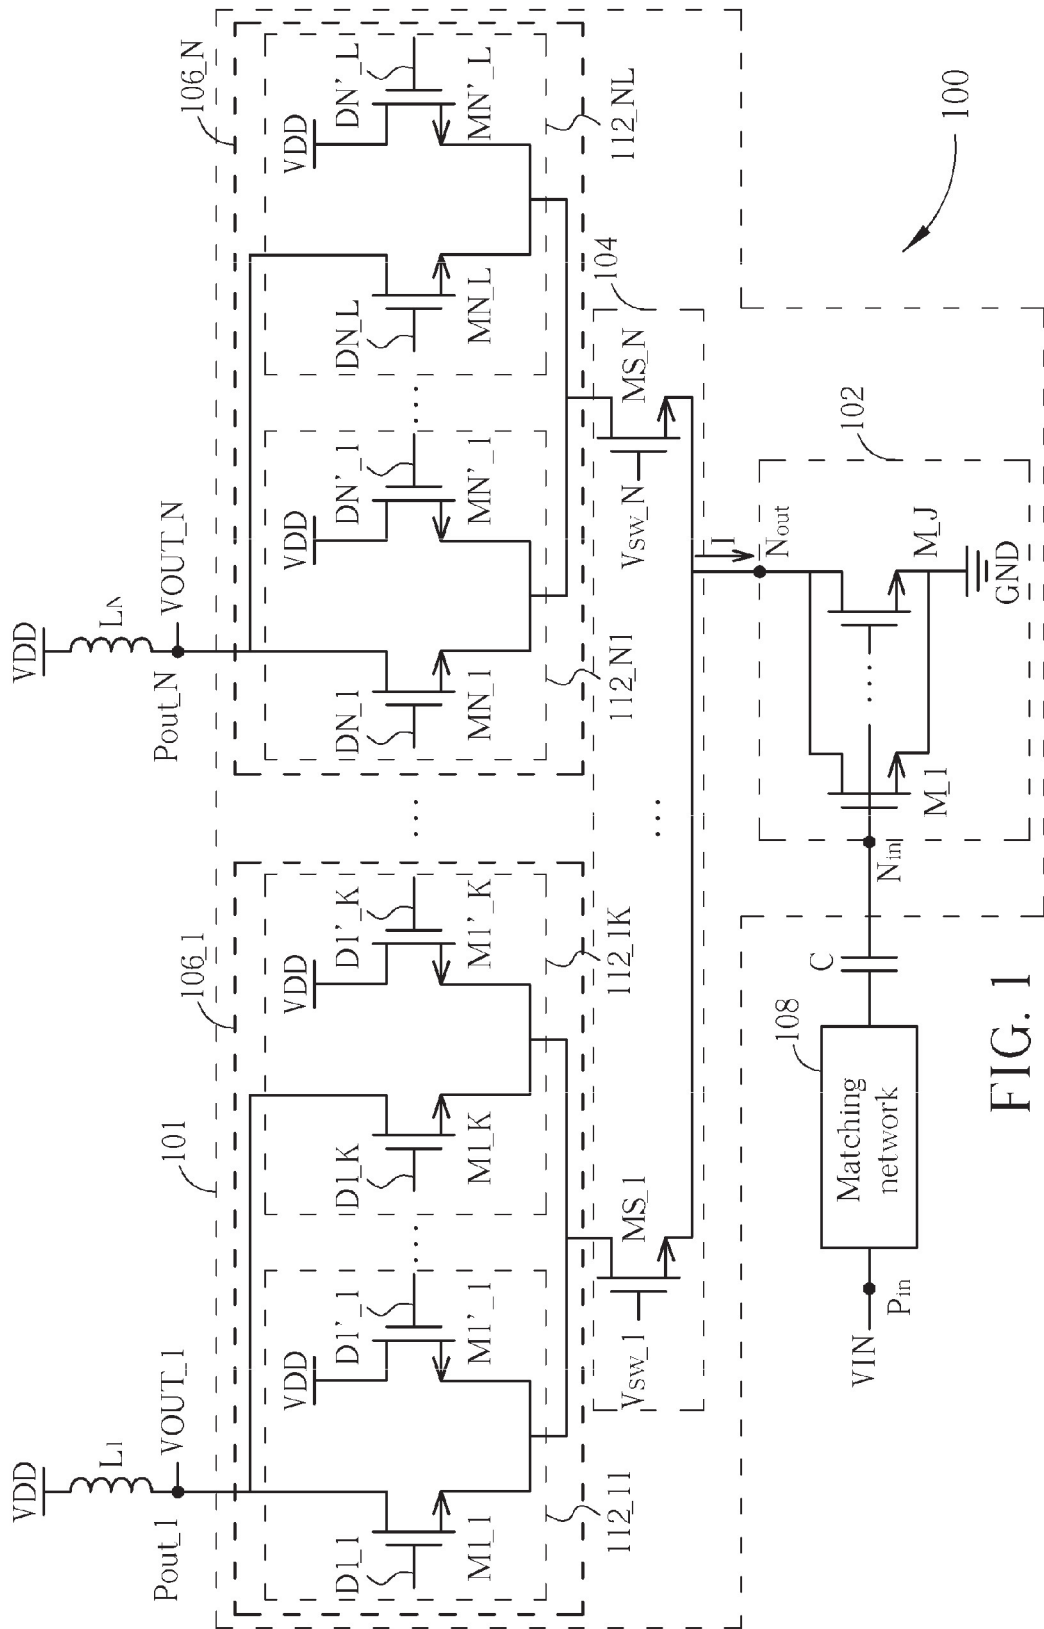 VDD
L1
Pout_1
VOUT_1
VDD
LN
Pout_N
VOUT_N
101
106_1
106_N
D1_1
M1_1
VDD
D1'_1
M1'_1
...
D1_K
M1_K
VDD
D1'_K
M1'_K
...
DN_1
MN_1
VDD
DN'_1
MN'_1
...
DN_L
MN_L
VDD
DN'_L
MN'_L
112_11
112_1K
112_N1
112_NL
Vsw_1
MS_1
...
Vsw_N
MS_N
104
I
Nout
102
VIN
Pin
Matching
network
108
C
Nin
M_1
...
M_J
GND
100
FIG. 1